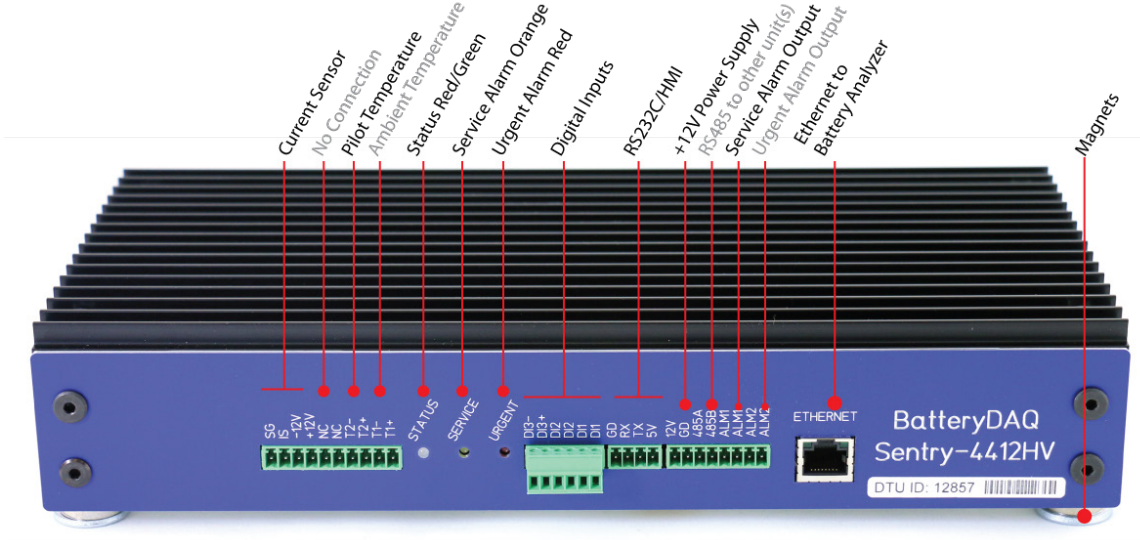 Current Sensor
No Connection
Pilot Temperature
Ambient Temperature
Status Red/Green
Service Alarm Orange
Urgent Alarm Red
Digital Inputs
RS232C/HMI
+12V Power Supply
RS485 to other unit(s)
Service Alarm Output
Urgent Alarm Output
Ethernet to
Battery Analyzer
Magnets
SG
IS
-12V
+12V
NC
NC
T2-
T2+
T1-
T1+
STATUS
SERVICE
URGENT
DI3-
DI3+
DI2
DI2
DI1
DI1
GD
RX
TX
5V
12V
GD
485A
485B
ALM1
ALM1
ALM2
ALM2
ETHERNET
BatteryDAQ
Sentry-4412HV
DTU ID: 12857